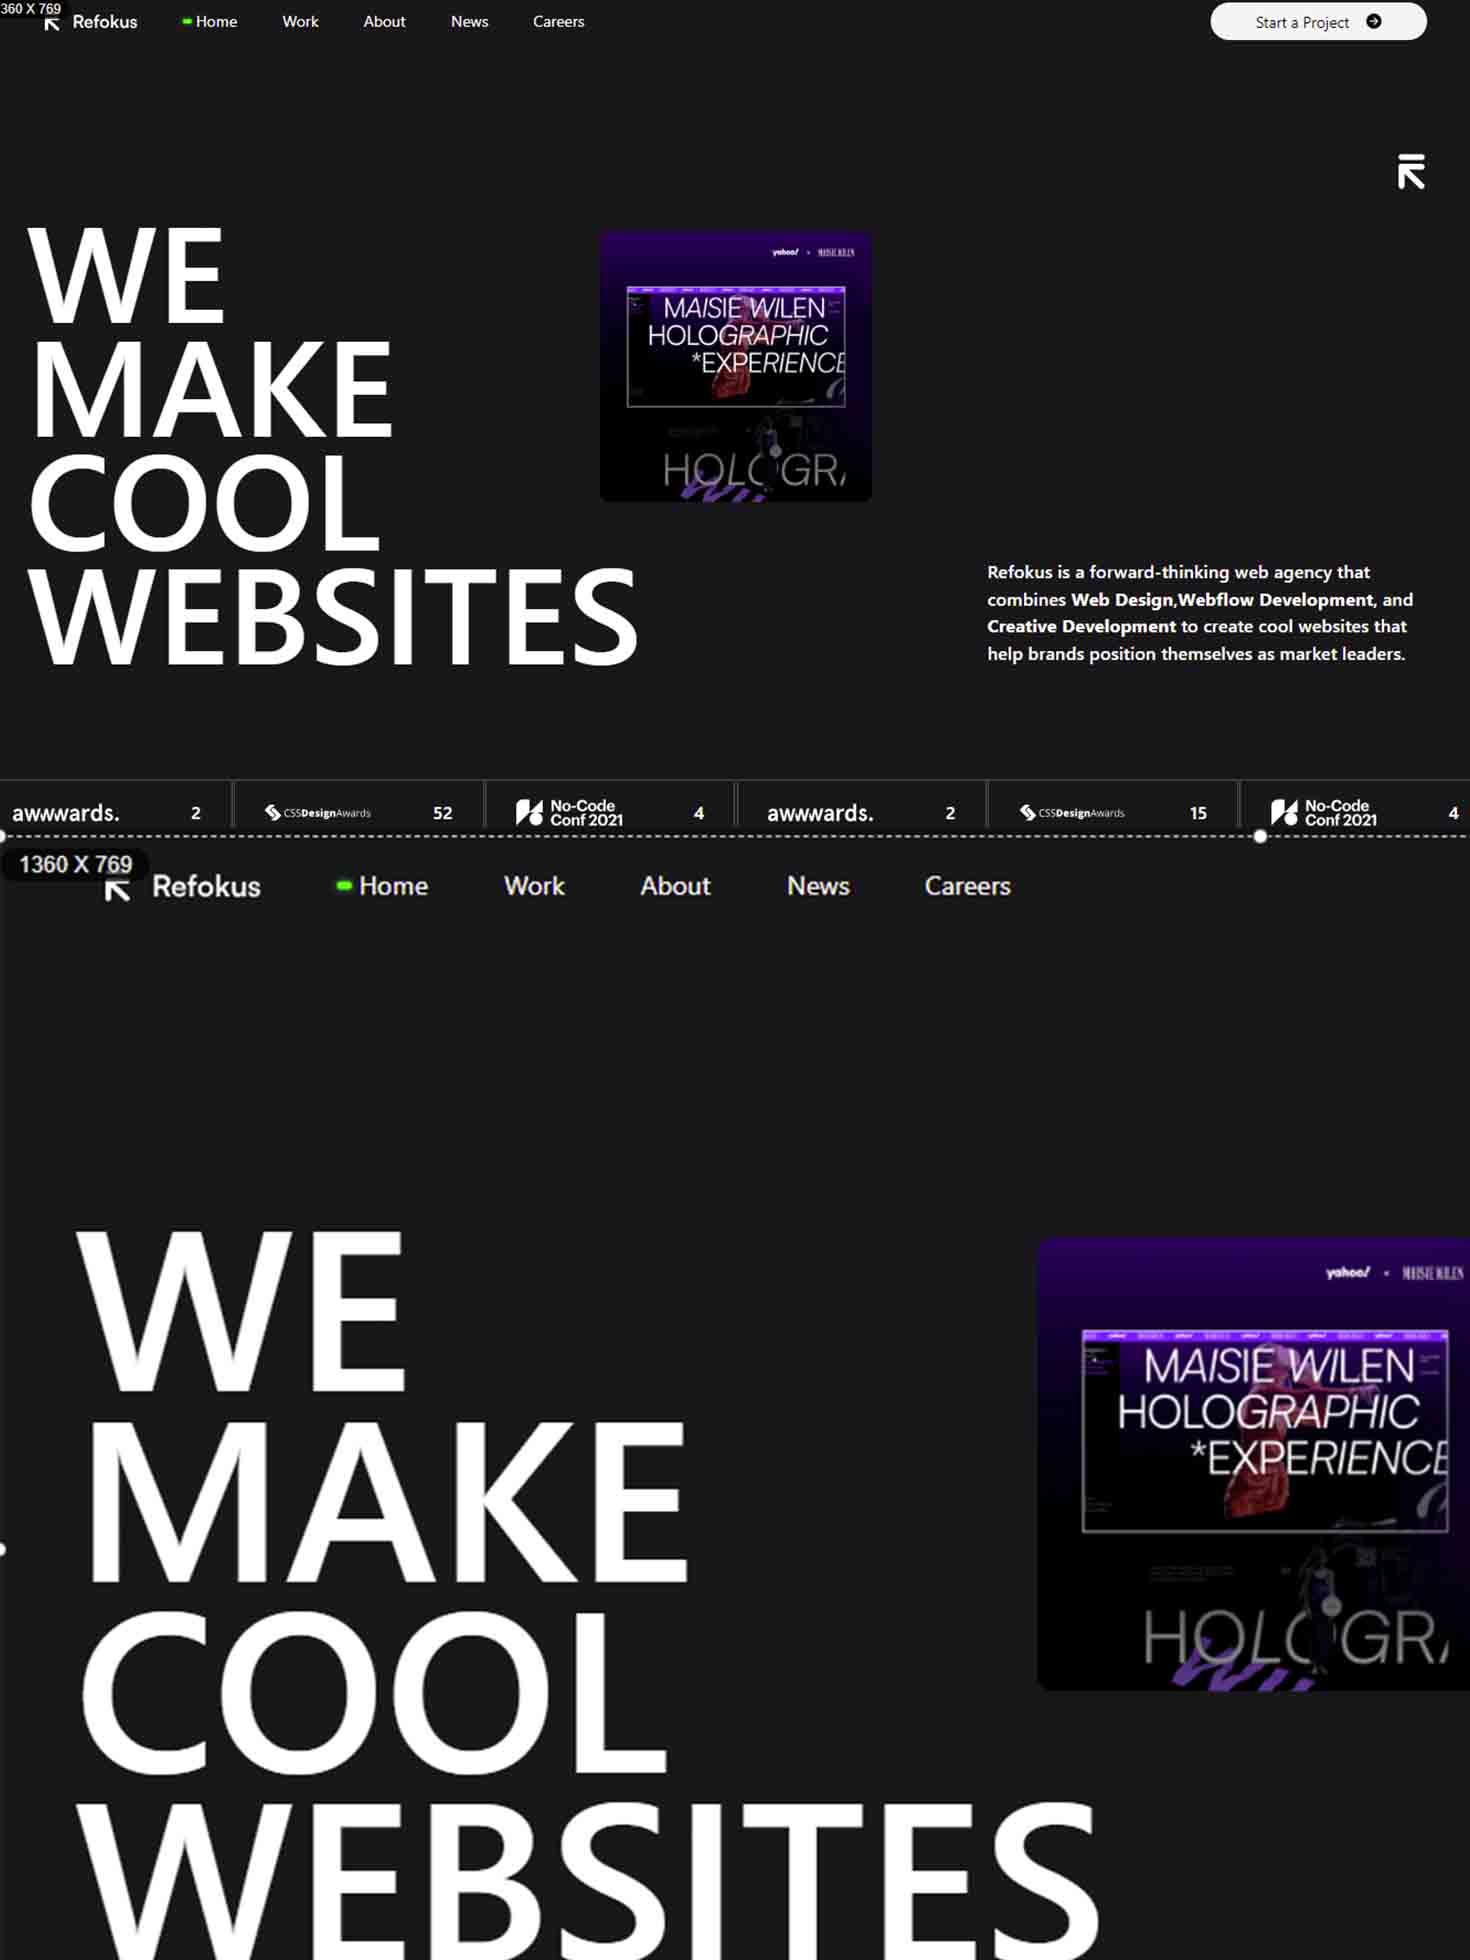 360 X 769
Refokus Home Work About News Careers Start a Project
WE
MAKE
COOL
WEBSITES
yahoo! × MAISIE WILEN
MAISIE WILEN
HOLOGRAPHIC
*EXPERIENCE
HOLOGRA
Refokus is a forward-thinking web agency that
combines Web Design,Webflow Development, and
Creative Development to create cool websites that
help brands position themselves as market leaders.
awwwards. 2 CSSDesignAwards 52 No-Code Conf 2021 4 awwwards. 2 CSSDesignAwards 15 No-Code Conf 2021 4
1360 X 769
Refokus Home Work About News Careers
WE
MAKE
COOL
WEBSITES
yahoo! × MAISIE WILEN
MAISIE WILEN
HOLOGRAPHIC
*EXPERIENCE
HOLOGRA